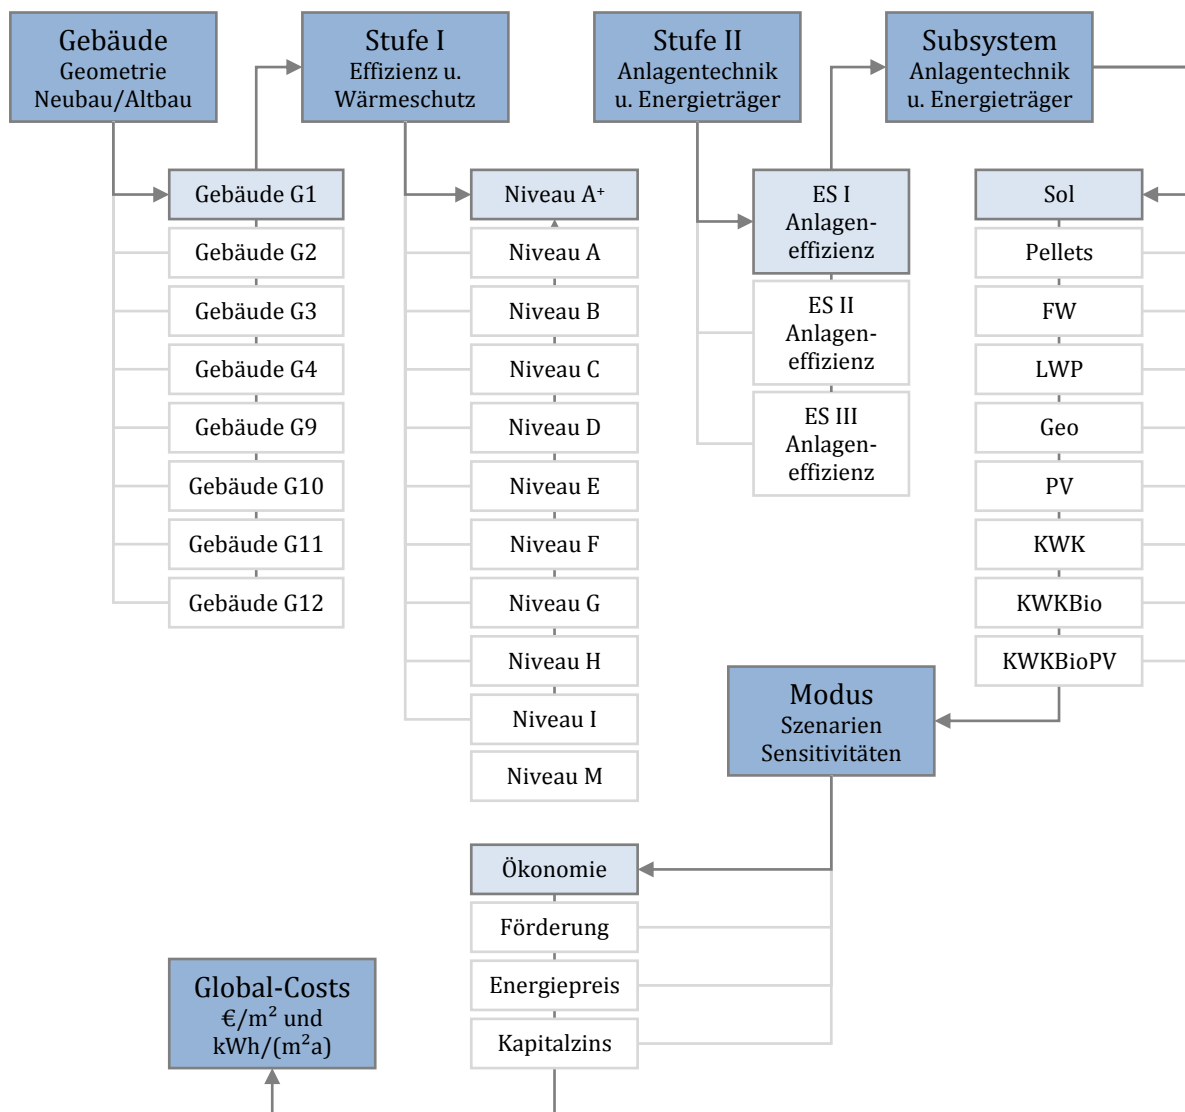 Gebäude
Geometrie
Neubau/Altbau
Stufe I
Effizienz u.
Wärmeschutz
Stufe II
Anlagentechnik
u. Energieträger
Subsystem
Anlagentechnik
u. Energieträger
Gebäude G1
Gebäude G2
Gebäude G3
Gebäude G4
Gebäude G9
Gebäude G10
Gebäude G11
Gebäude G12
Niveau A⁺
Niveau A
Niveau B
Niveau C
Niveau D
Niveau E
Niveau F
Niveau G
Niveau H
Niveau I
Niveau M
ES I
Anlagen-
effizienz
ES II
Anlagen-
effizienz
ES III
Anlagen-
effizienz
Sol
Pellets
FW
LWP
Geo
PV
KWK
KWKBio
KWKBioPV
Modus
Szenarien
Sensitivitäten
Ökonomie
Förderung
Energiepreis
Kapitalzins
Global-Costs
€/m² und
kWh/(m²a)